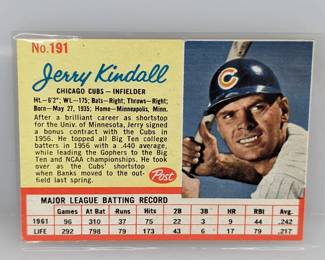 No. 191
Jerry Kindall
CHICAGO CUBS — INFIELDER
Ht.—6'2"; Wt.—175; Bats—Right; Throws—Right;
Born—May 27, 1935; Home—Minneapolis, Minn.
After a brilliant career as shortstop
for the Univ. of Minnesota, Jerry signed
a bonus contract with the Cubs in
1956. He topped all Big Ten college
batters in 1956 with a .440 average,
while leading the Gophers to the Big
Ten and NCAA championships. He took
over as the Cubs' shortstop
when Banks moved to the out-
field last spring.
Post
C
MAJOR LEAGUE BATTING RECORD
Games At Bat Runs Hits 2B 3B HR RBI Avg.
1961 96 310 37 75 22 3 9 44 .242
LIFE 292 798 79 173 43 6 17 79 .217